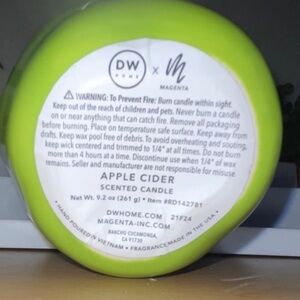 DW
HOME
x
m
MAGENTA
⚠ WARNING: To Prevent Fire: Burn candle within sight.
Keep out of the reach of children and pets. Never burn a candle
on or near anything that can catch fire. Remove all packaging
before burning. Place on temperature safe surface. Keep away from
drafts. Keep wax pool free of debris. To avoid overheating and sooting,
keep wick centered and trimmed to 1/4" at all times. Do not burn
more than 4 hours at a time. Discontinue use when 1/4" of wax
remains. Seller and manufacturer are not responsible for misuse.
APPLE CIDER
SCENTED CANDLE
Net Wt. 9.2 oz (261 g) • Item #RD142781
DWHOME.COM 21F24
MAGENTA-INC.COM
RANCHO CUCAMONGA,
CA 91730
• HAND POURED IN VIETNAM • FRAGRANCE MADE IN THE USA •